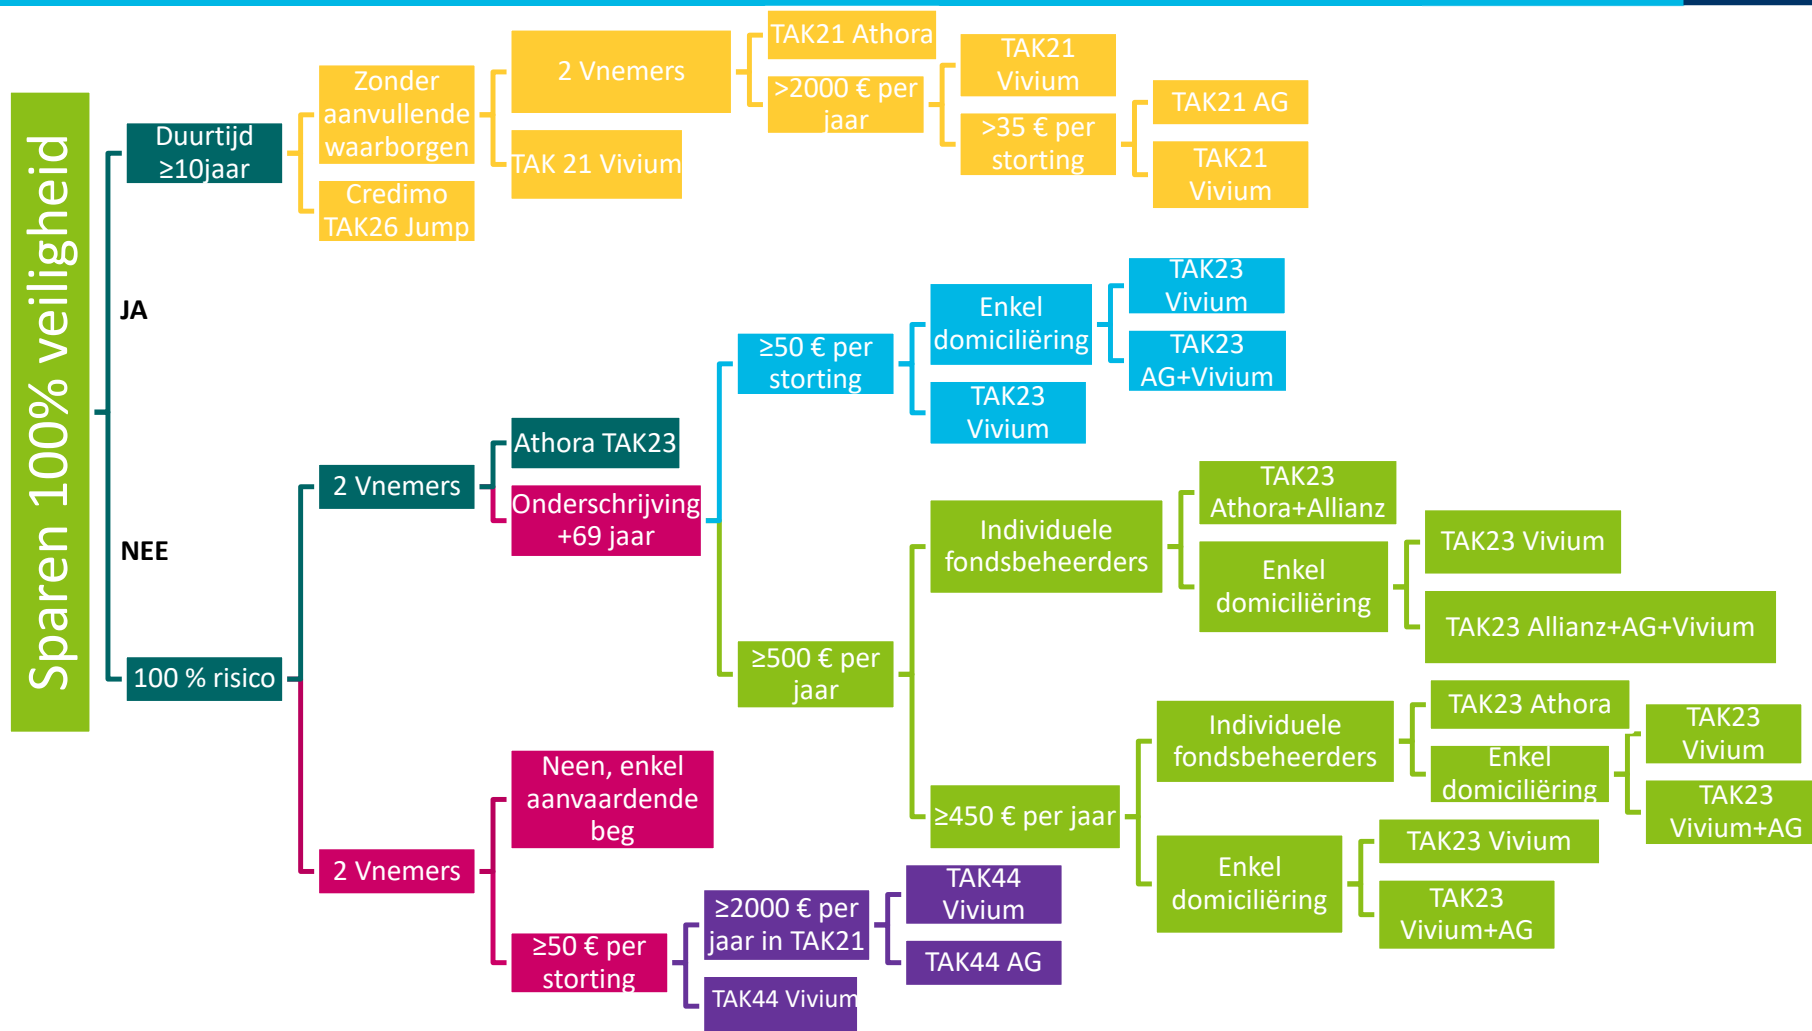 Sparen 100% veiligheid
JA
NEE
Duurtijd
≥10jaar
Zonder
aanvullende
waarborgen
2 Vnemers
TAK21 Athora
>2000 € per
jaar
TAK21
Vivium
>35 € per
storting
TAK21 AG
TAK21
Vivium
TAK 21 Vivium
Credimo
TAK26 Jump
100 % risico
2 Vnemers
Athora TAK23
Onderschrijving
+69 jaar
≥50 € per
storting
Enkel
domiciliëring
TAK23
Vivium
TAK23
AG+Vivium
TAK23
Vivium
≥500 € per
jaar
Individuele
fondsbeheerders
TAK23
Athora+Allianz
Enkel
domiciliëring
TAK23 Vivium
TAK23 Allianz+AG+Vivium
≥450 € per jaar
Individuele
fondsbeheerders
TAK23 Athora
Enkel
domiciliëring
TAK23
Vivium
TAK23
Vivium+AG
Enkel
domiciliëring
TAK23 Vivium
TAK23
Vivium+AG
2 Vnemers
Neen, enkel
aanvaardende
beg
≥50 € per
storting
≥2000 € per
jaar in TAK21
TAK44
Vivium
TAK44 AG
TAK44 Vivium